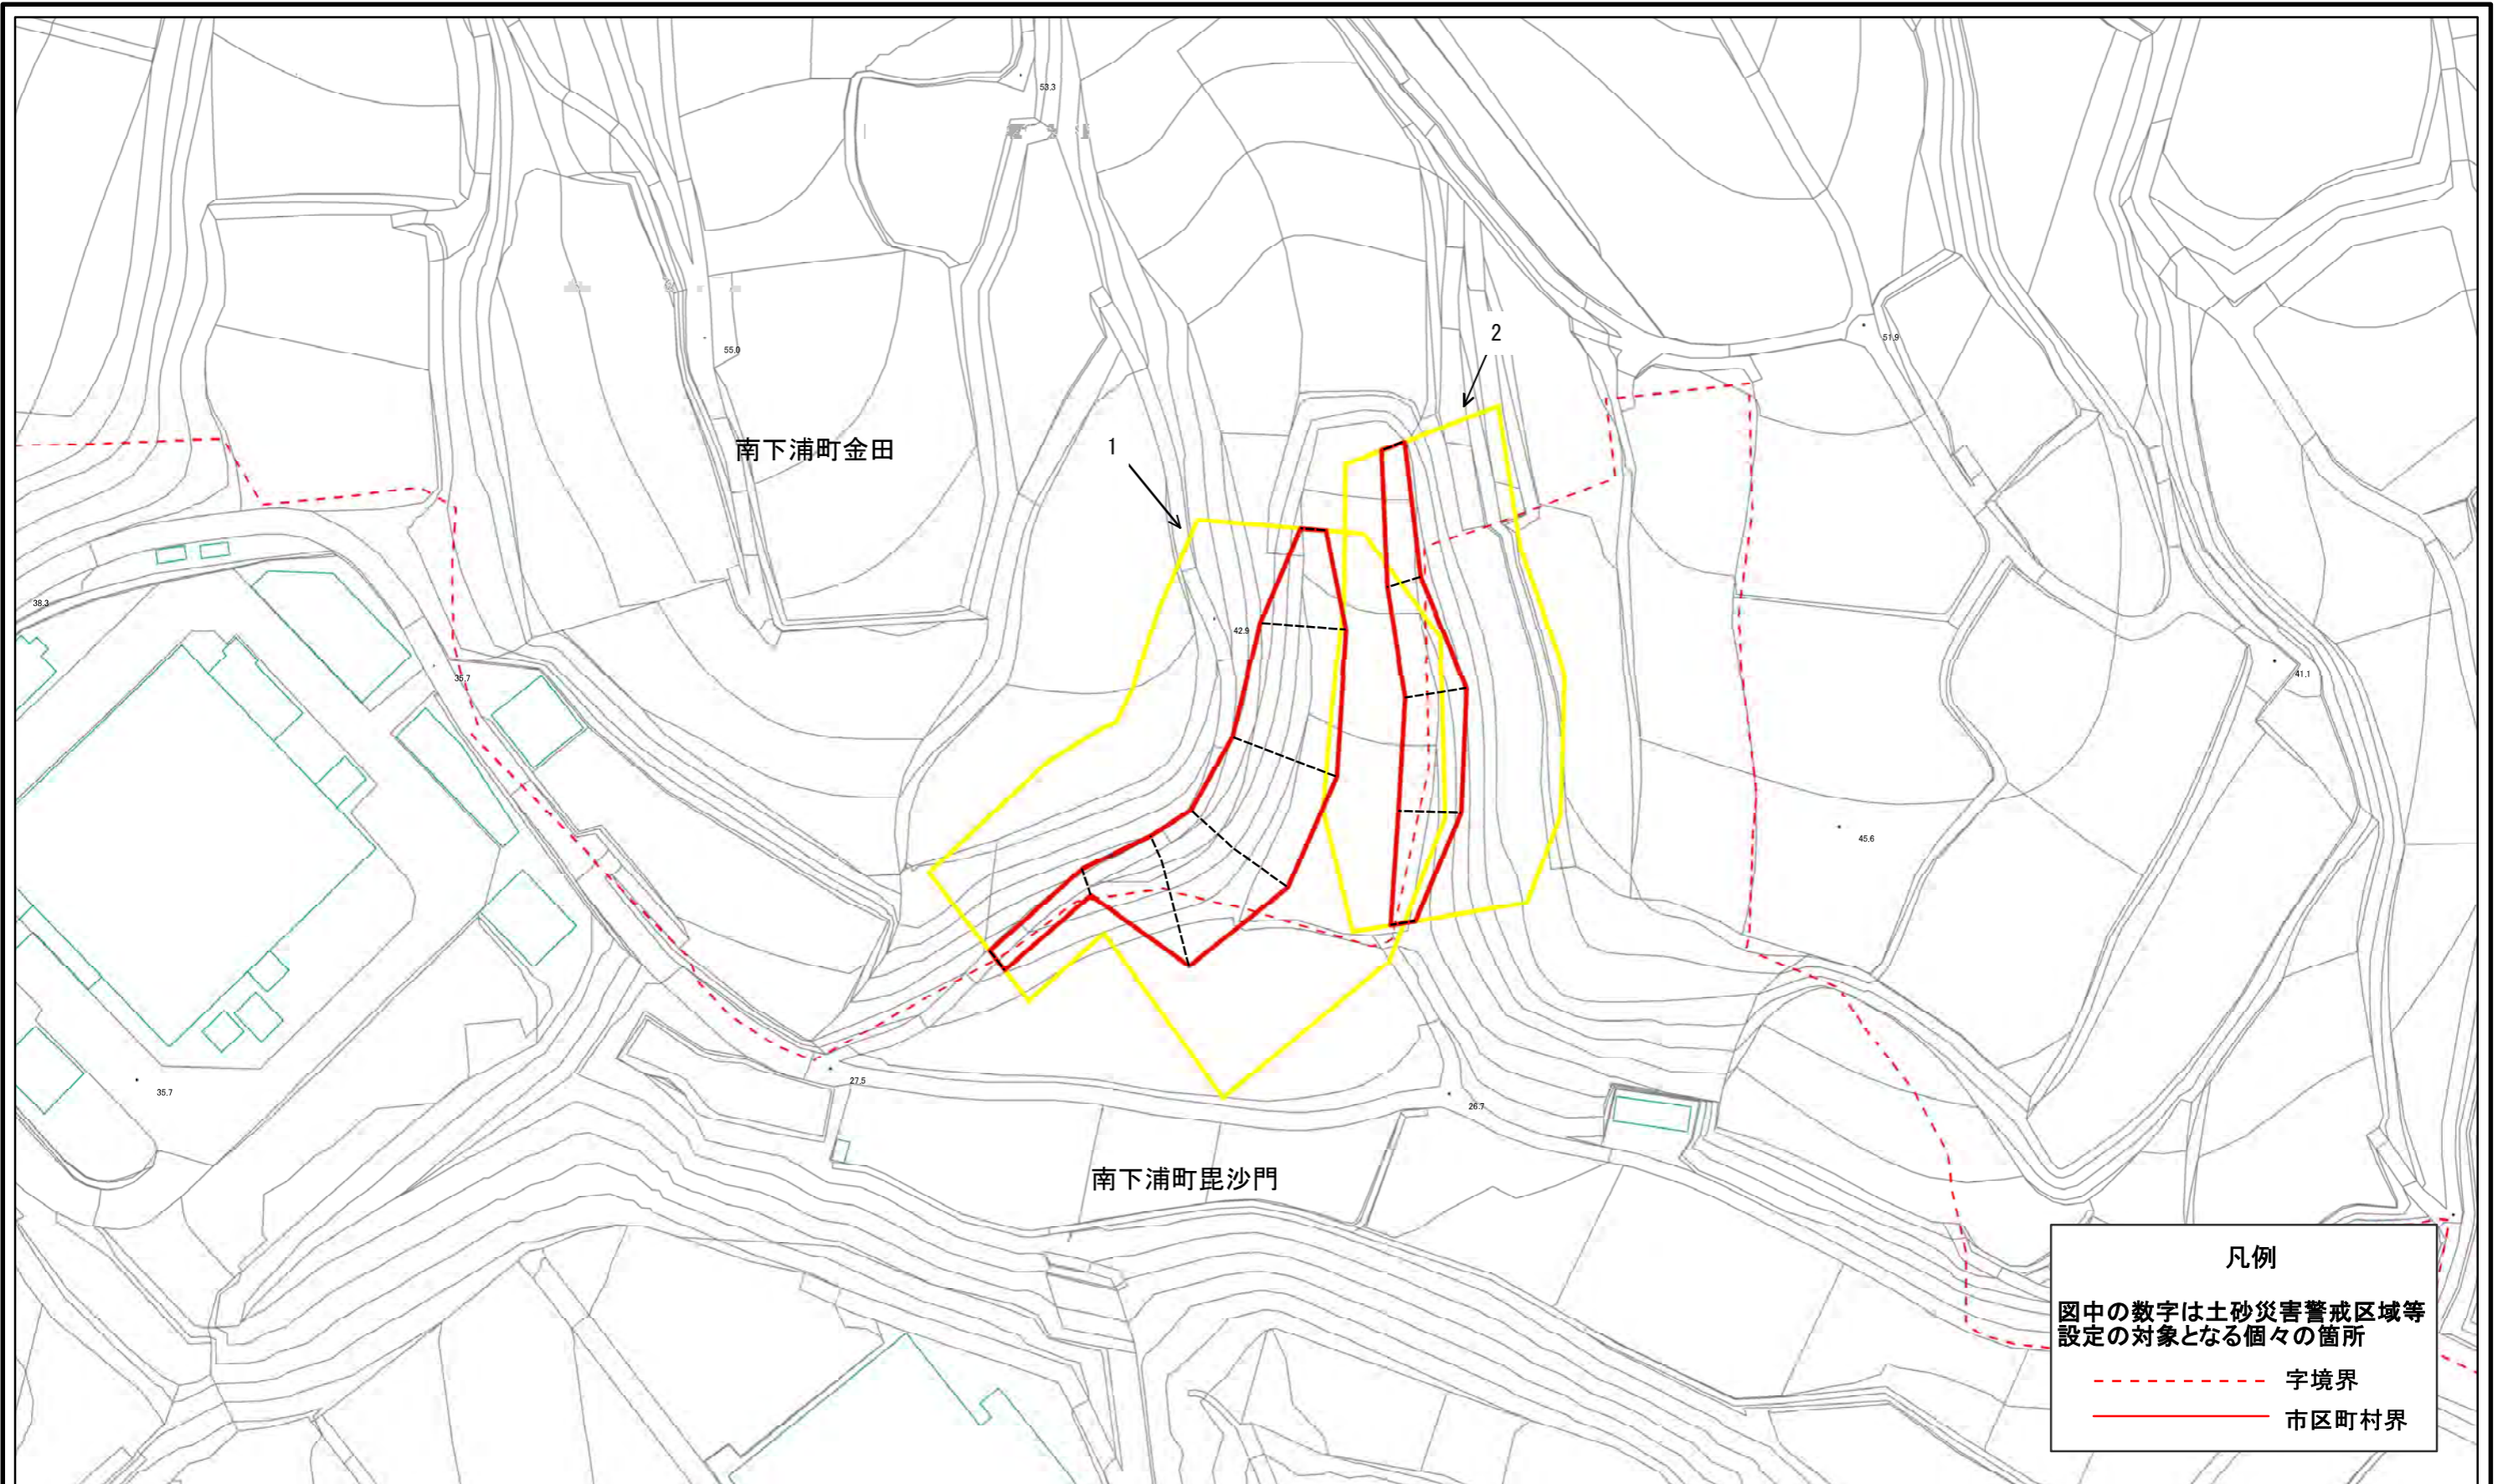 53.3
2
51.9
55.0
南下浦町金田
1
38.3
42.9
35.7
41.1
45.6
27.5
35.7
26.7
南下浦町毘沙門
凡例
図中の数字は土砂災害警戒区域等
設定の対象となる個々の箇所
字境界
市区町村界